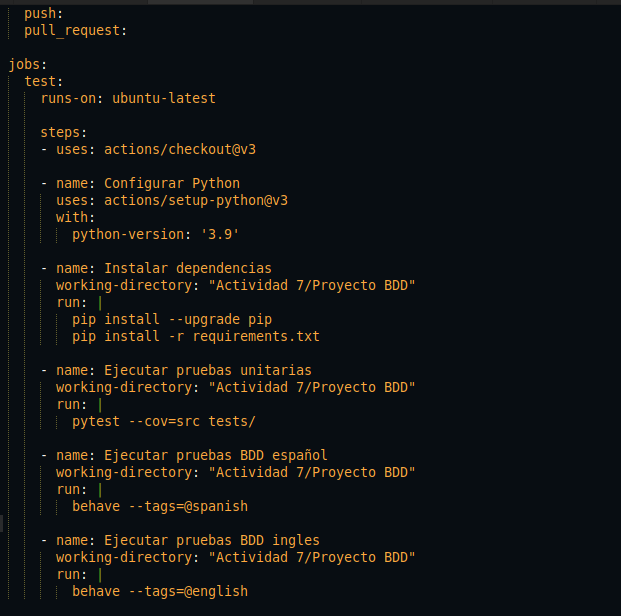 push:
pull_request:
jobs:
test:
runs-on: ubuntu-latest
steps:
- uses: actions/checkout@v3
- name: Configurar Python
uses: actions/setup-python@v3
with:
python-version: '3.9'
- name: Instalar dependencias
working-directory: "Actividad 7/Proyecto BDD"
run: |
pip install --upgrade pip
pip install -r requirements.txt
- name: Ejecutar pruebas unitarias
working-directory: "Actividad 7/Proyecto BDD"
run: |
pytest --cov=src tests/
- name: Ejecutar pruebas BDD español
working-directory: "Actividad 7/Proyecto BDD"
run: |
behave --tags=@spanish
- name: Ejecutar pruebas BDD ingles
working-directory: "Actividad 7/Proyecto BDD"
run: |
behave --tags=@english